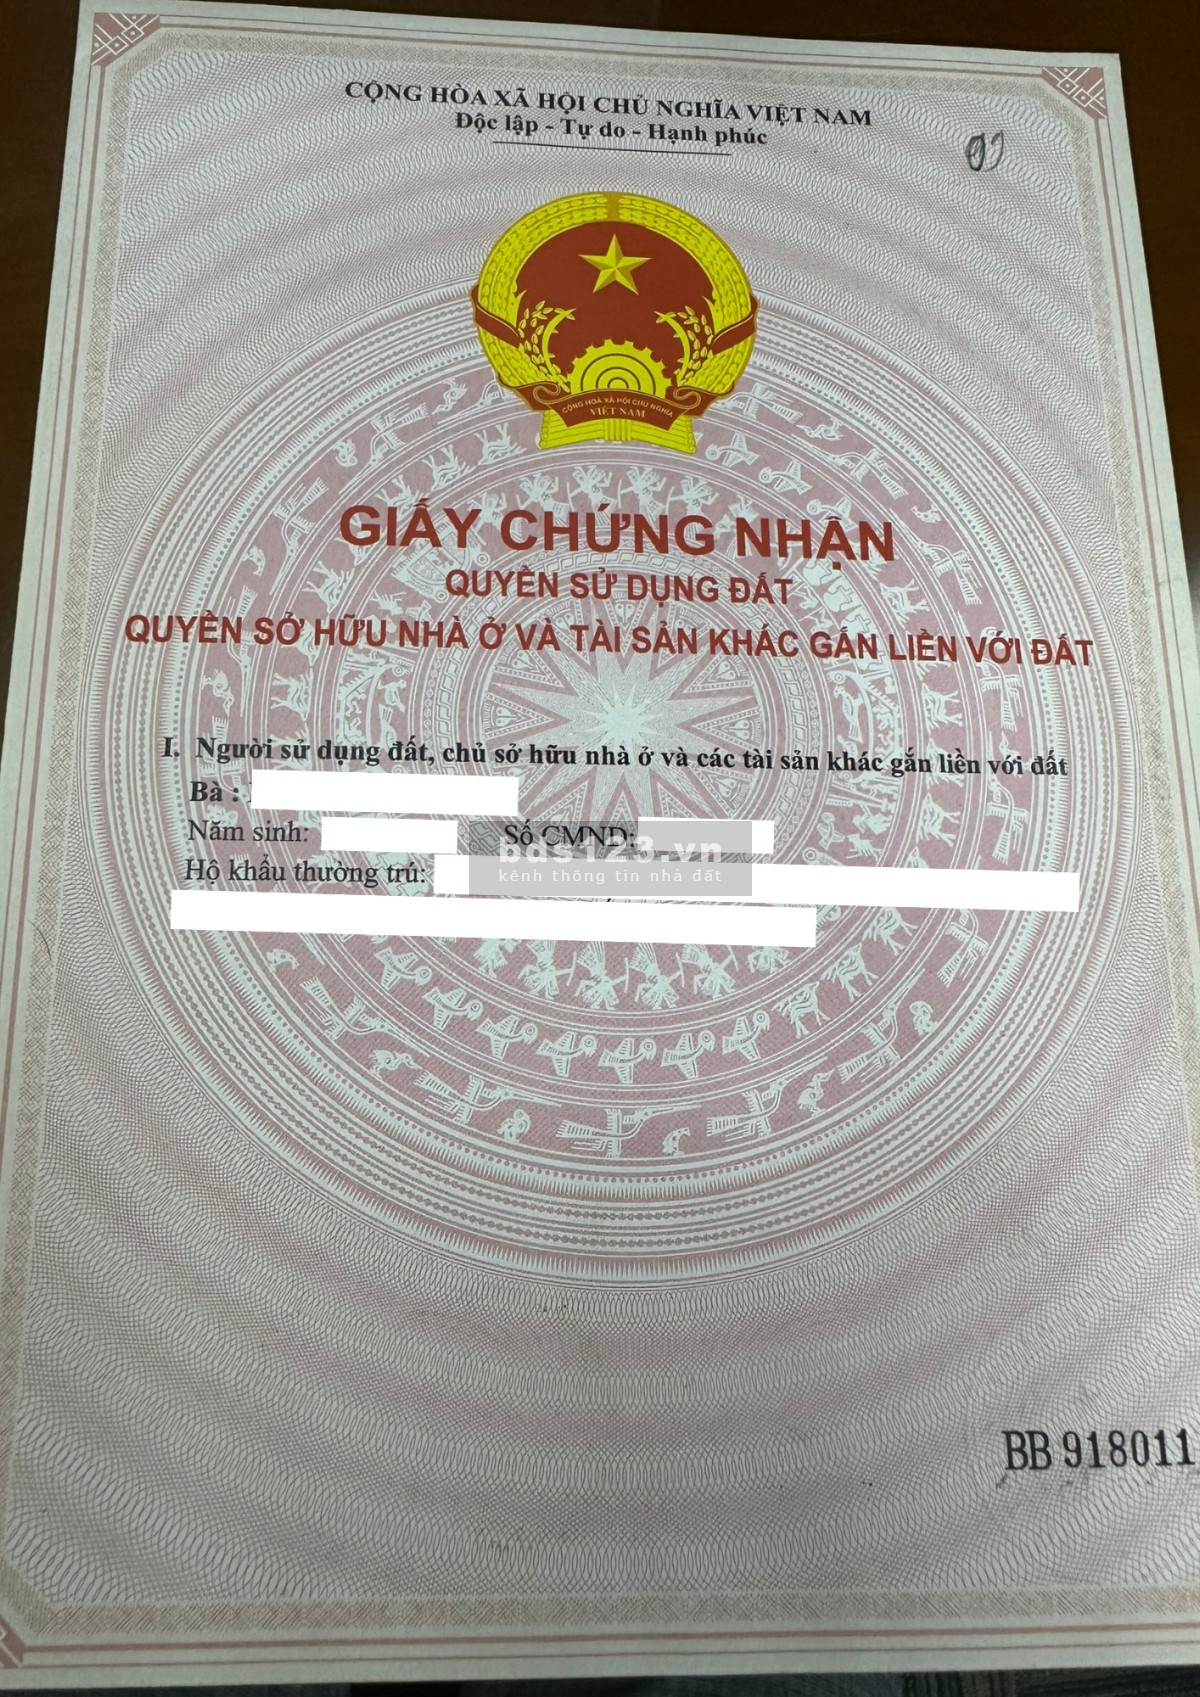 CỘNG HÒA XÃ HỘI CHỦ NGHĨA VIỆT NAM
Độc lập - Tự do - Hạnh phúc
CỘNG HOÀ XÃ HỘI CHỦ NGHĨA
VIỆT NAM
GIẤY CHỨNG NHẬN
QUYỀN SỬ DỤNG ĐẤT
QUYỀN SỞ HỮU NHÀ Ở VÀ TÀI SẢN KHÁC GẮN LIỀN VỚI ĐẤT
I. Người sử dụng đất, chủ sở hữu nhà ở và các tài sản khác gắn liền với đất
Bà :
Năm sinh: Số CMND:
bds123.vn
Hộ khẩu thường trú:
kênh thông tin nhà đất
BB 918011